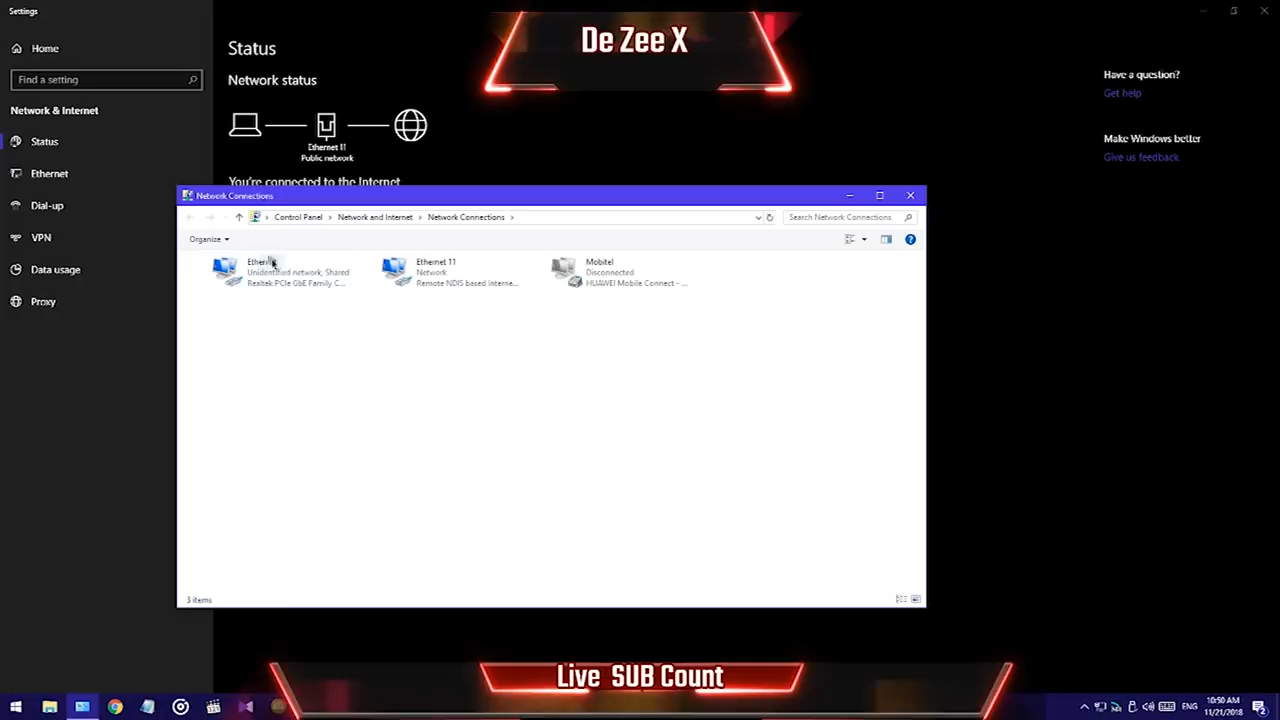 Settings
Home
Find a setting
Network & Internet
Status
Ethernet
Dial-up
VPN
Data usage
Proxy
Status
Network status
Ethernet 11
Public network
You're connected to the Internet
De Zee X
Have a question?
Get help
Make Windows better
Give us feedback
Network Connections
Control Panel > Network and Internet > Network Connections >
Search Network Connections
Organize
Unidentified network, Shared
Realtek PCIe GbE Family C...
Ethernet 11
Network
Remote NDIS based Interne...
Mobitel
Disconnected
HUAWEI Mobile Connect - ...
3 items
Live SUB Count
ENG
10:50 AM
11/21/2018
2